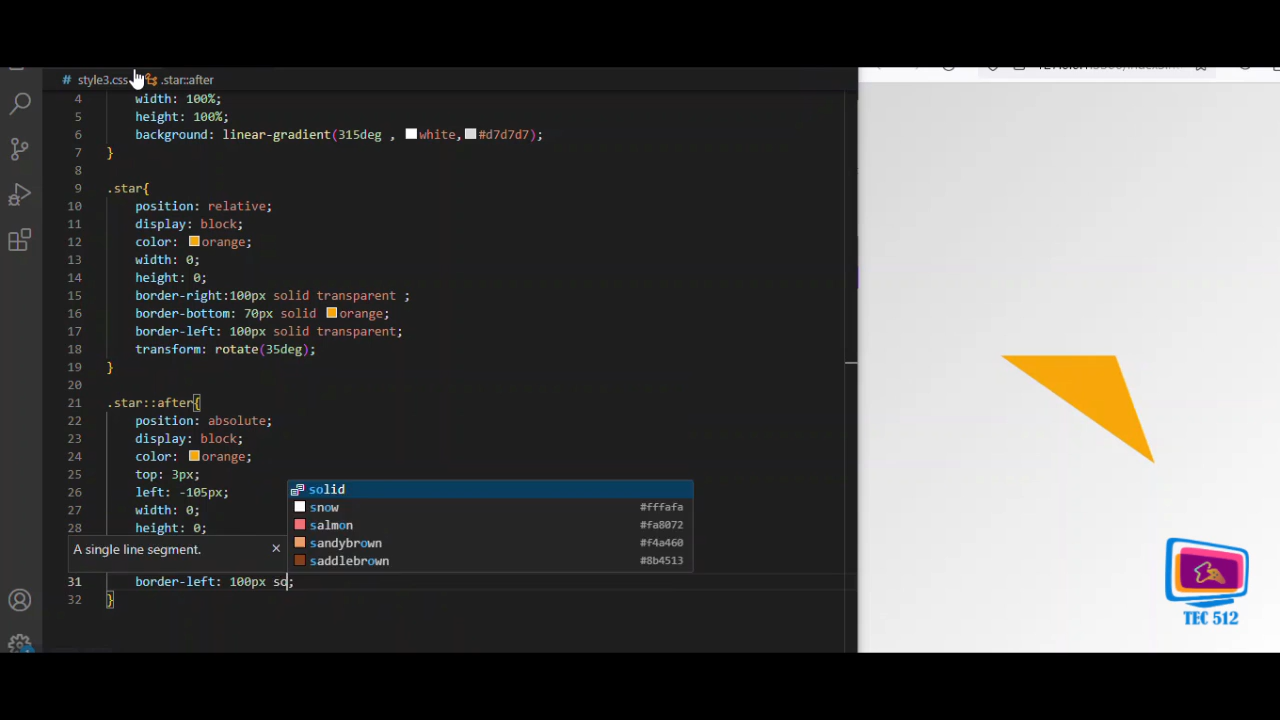 # style3.css .star::after
4 width: 100%;
5 height: 100%;
6 background: linear-gradient(315deg , white, #d7d7d7);
7 }
8
9 .star{
10 position: relative;
11 display: block;
12 color: orange;
13 width: 0;
14 height: 0;
15 border-right:100px solid transparent ;
16 border-bottom: 70px solid orange;
17 border-left: 100px solid transparent;
18 transform: rotate(35deg);
19 }
20
21 .star::after{
22 position: absolute;
23 display: block;
24 color: orange;
25 top: 3px;
26 left: -105px;
27 width: 0;
28 height: 0;
solid
snow #fffafa
salmon #fa8072
sandybrown #f4a460
saddlebrown #8b4513
A single line segment.
31 border-left: 100px so;
32 }
TEC 512